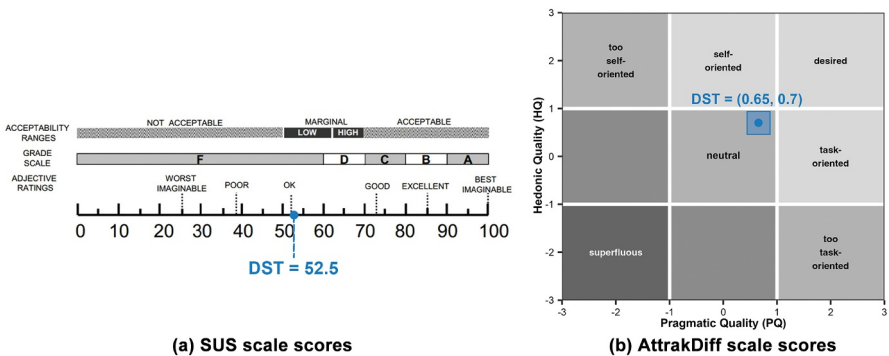 NOT ACCEPTABLE
MARGINAL
ACCEPTABLE
ACCEPTABILITY
RANGES
LOW
HIGH
GRADE
SCALE
F
D
C
B
A
ADJECTIVE
RATINGS
WORST
IMAGINABLE
POOR
OK
GOOD
EXCELLENT
BEST
IMAGINABLE
0 10 20 30 40 50 60 70 80 90 100
DST = 52.5
(a) SUS scale scores
Hedonic Quality (HQ)
3
2
1
0
-1
-2
-3
too
self-
oriented
self-
oriented
desired
DST = (0.65, 0.7)
neutral
task-
oriented
superfluous
too
task-
oriented
-3 -2 -1 0 1 2 3
Pragmatic Quality (PQ)
(b) AttrakDiff scale scores